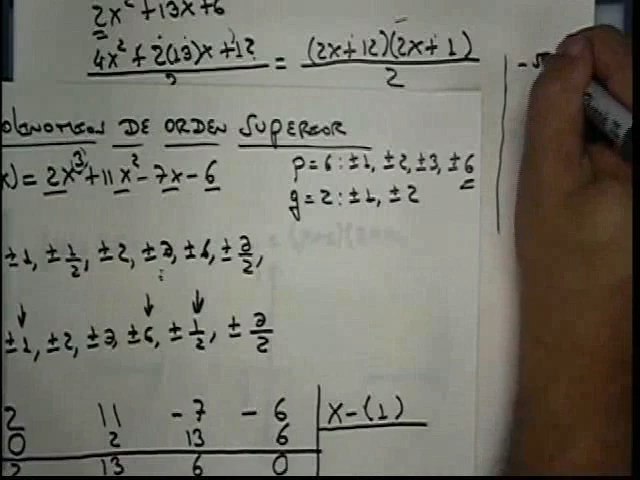 2x² +13x+6
4x² + 2(13)x +12 / 2 = (2x+12)(2x+1) / 2
DE ORDEN SUPERIOR
x) = 2x³ + 11x² - 7x - 6
p = 6 : ±1, ±2, ±3, ±6
q = 2 : ±1, ±2
±1, ±1/2, ±2, ±3, ±6, ±3/2,
±1, ±2, ±3, ±6, ±1/2, ±3/2
2 11 -7 -6 x-(1)
0 2 13 6
2 13 6 0